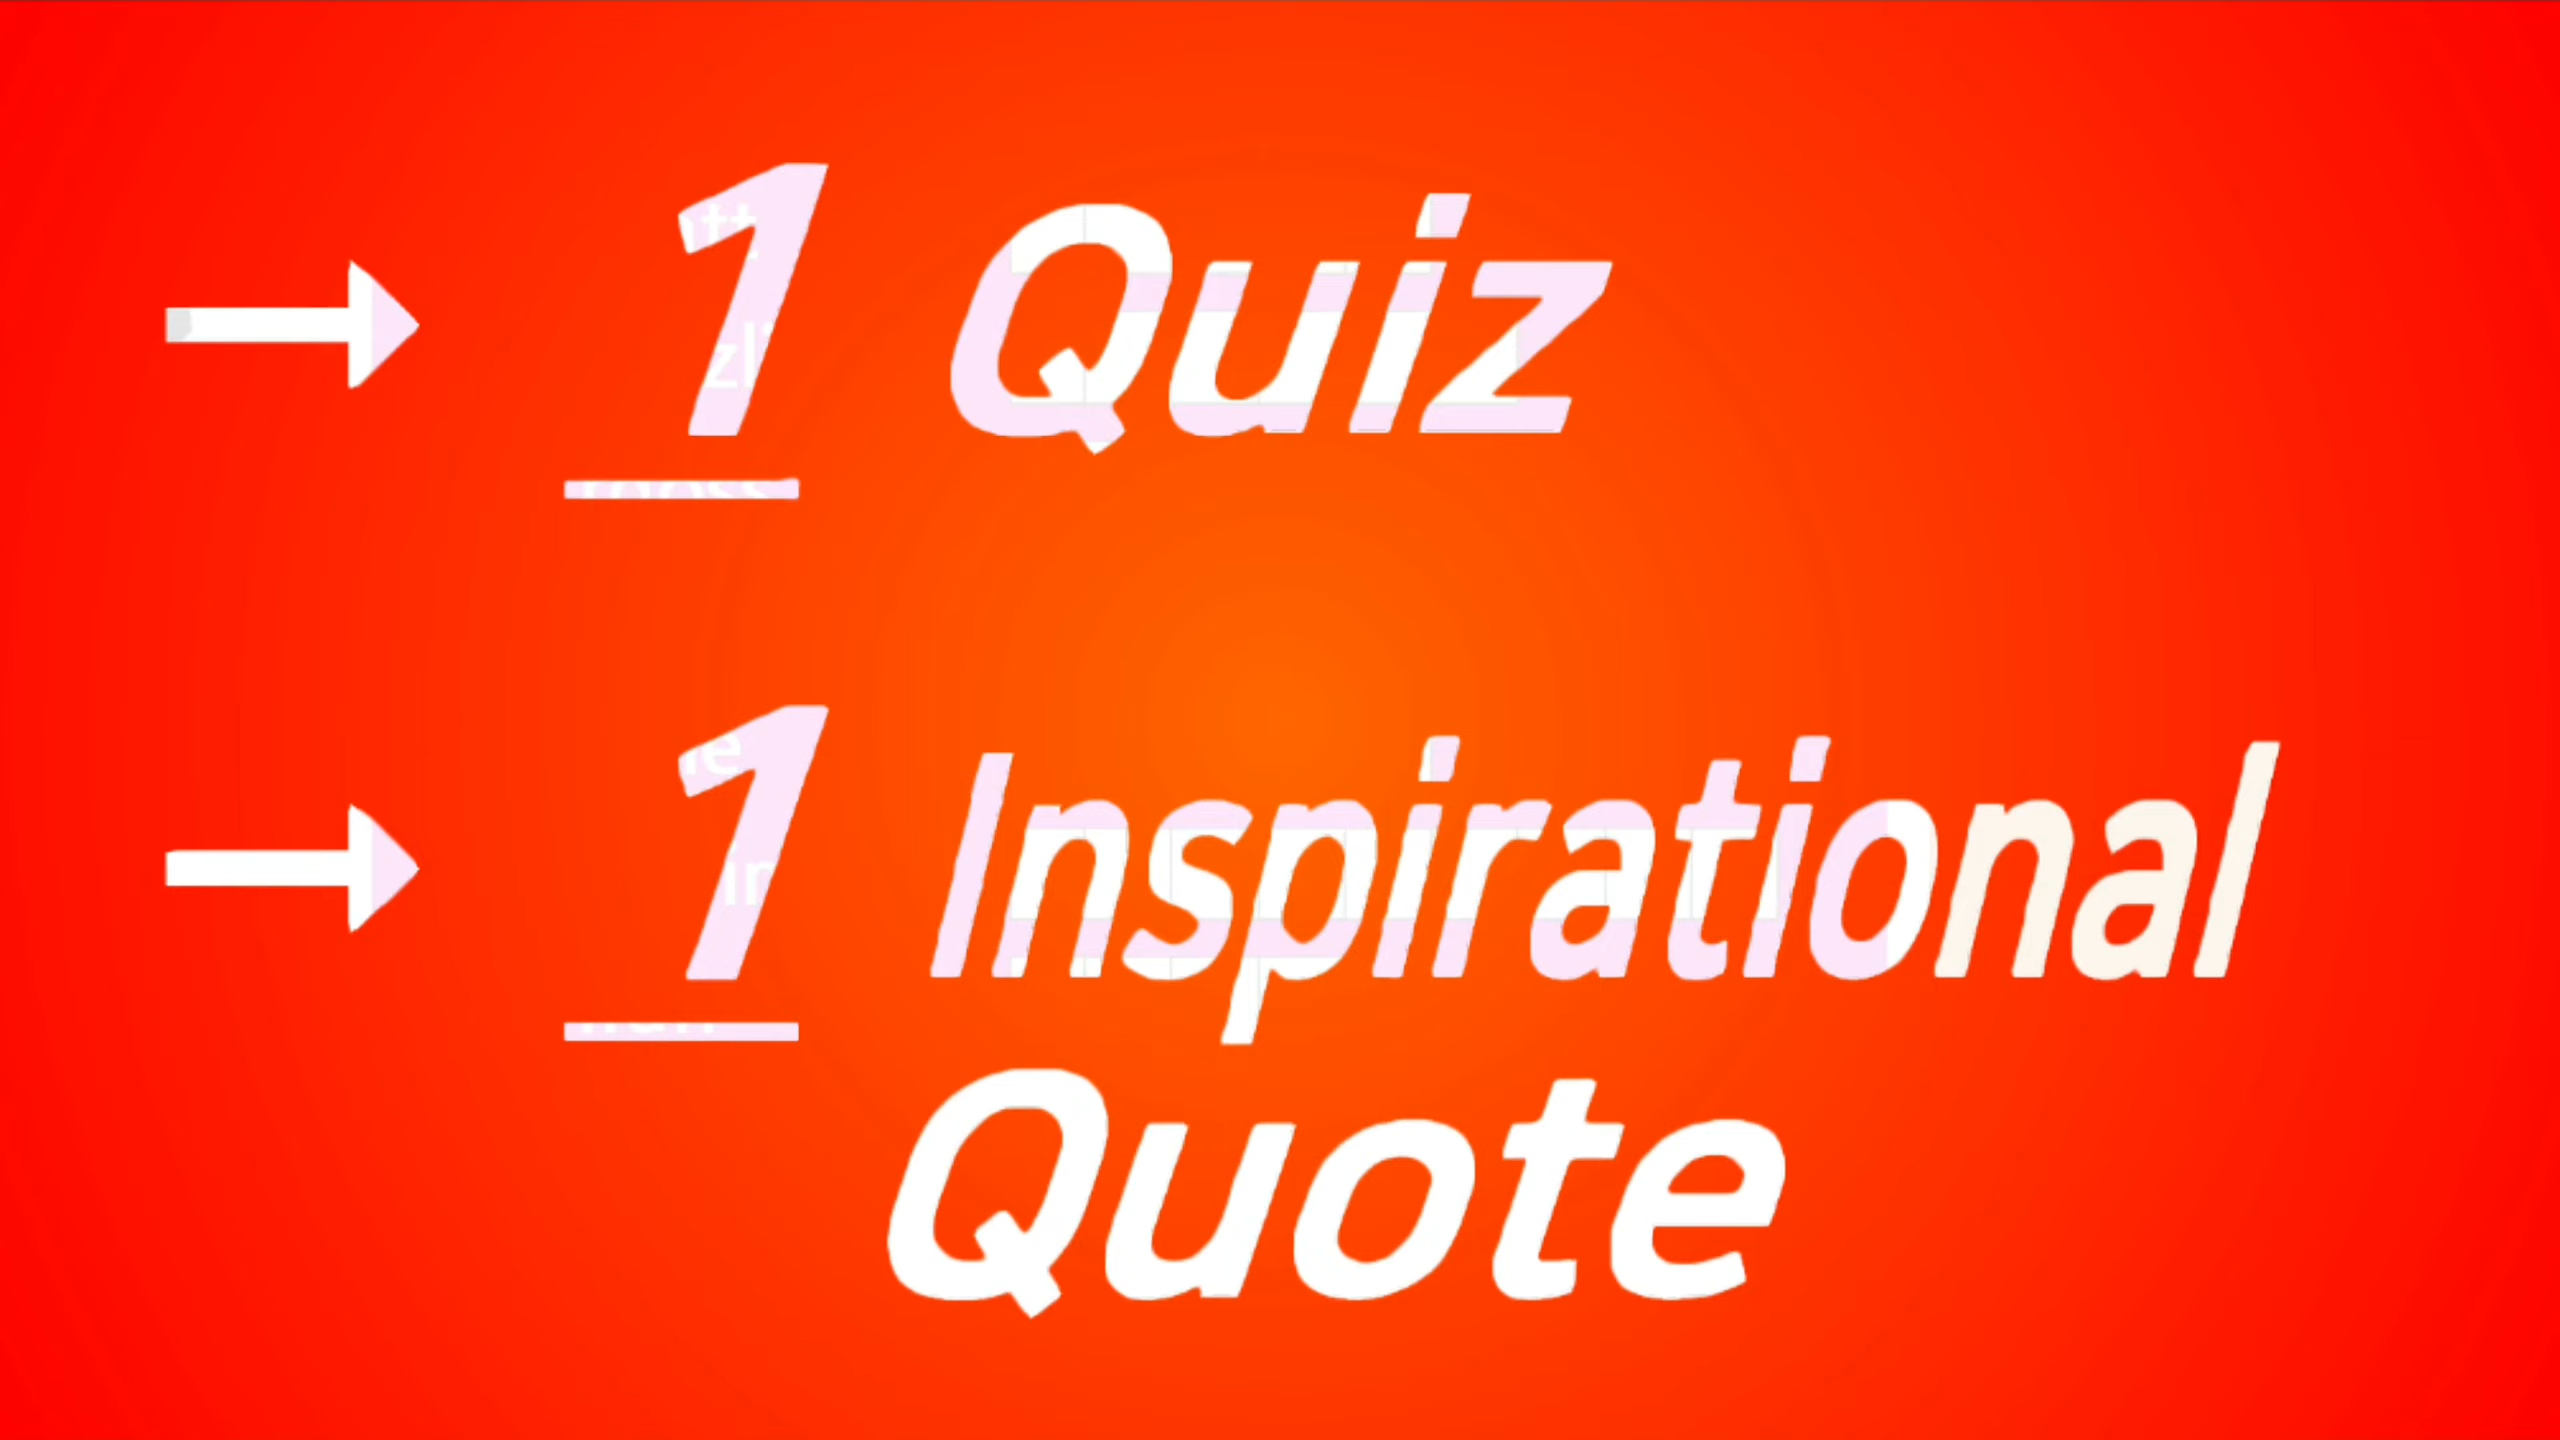 → 1 Quiz
→ 1 Inspirational
Quote